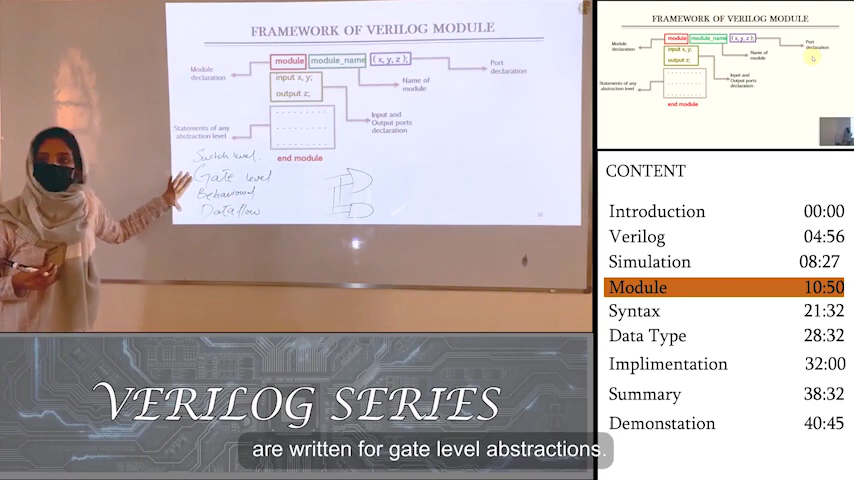 FRAMEWORK OF VERILOG MODULE
module module_name ( x, y, z );
Module
declaration
Port
declaration
input x, y;
output z;
Name of
module
Input and
Output ports
declaration
Statements of any
abstraction level
end module
Switch level.
Gate level
Behavioural
Dataflow
VERILOG SERIES
are written for gate level abstractions.
FRAMEWORK OF VERILOG MODULE
module module_name ( x, y, z );
Module
declaration
Port
declaration
input x, y;
output z;
Name of
module
Input and
Output ports
declaration
Statements of any
abstraction level
end module
CONTENT
Introduction 00:00
Verilog 04:56
Simulation 08:27
Module 10:50
Syntax 21:32
Data Type 28:32
Implimentation 32:00
Summary 38:32
Demonstation 40:45